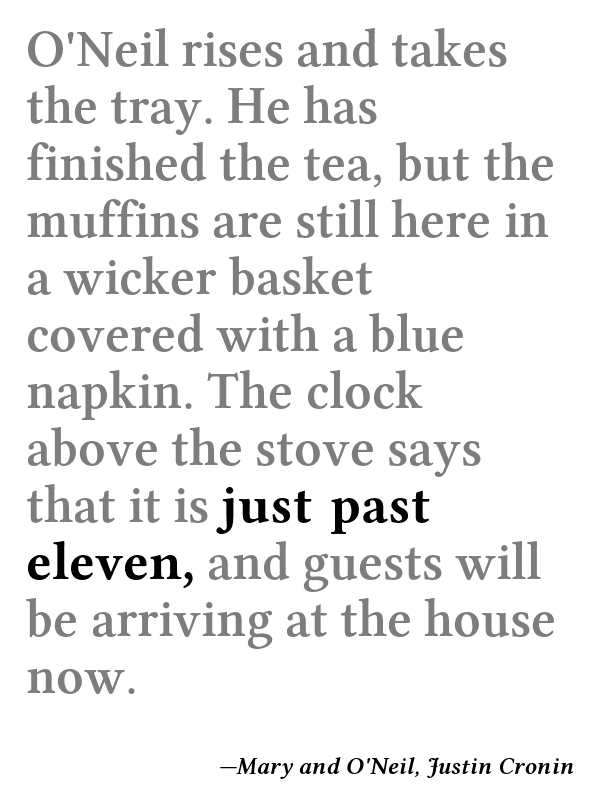 O'Neil rises and takes
the tray. He has
finished the tea, but the
muffins are still here in
a wicker basket
covered with a blue
napkin. The clock
above the stove says
that it is just past
eleven, and guests will
be arriving at the house
now.
—Mary and O'Neil, Justin Cronin